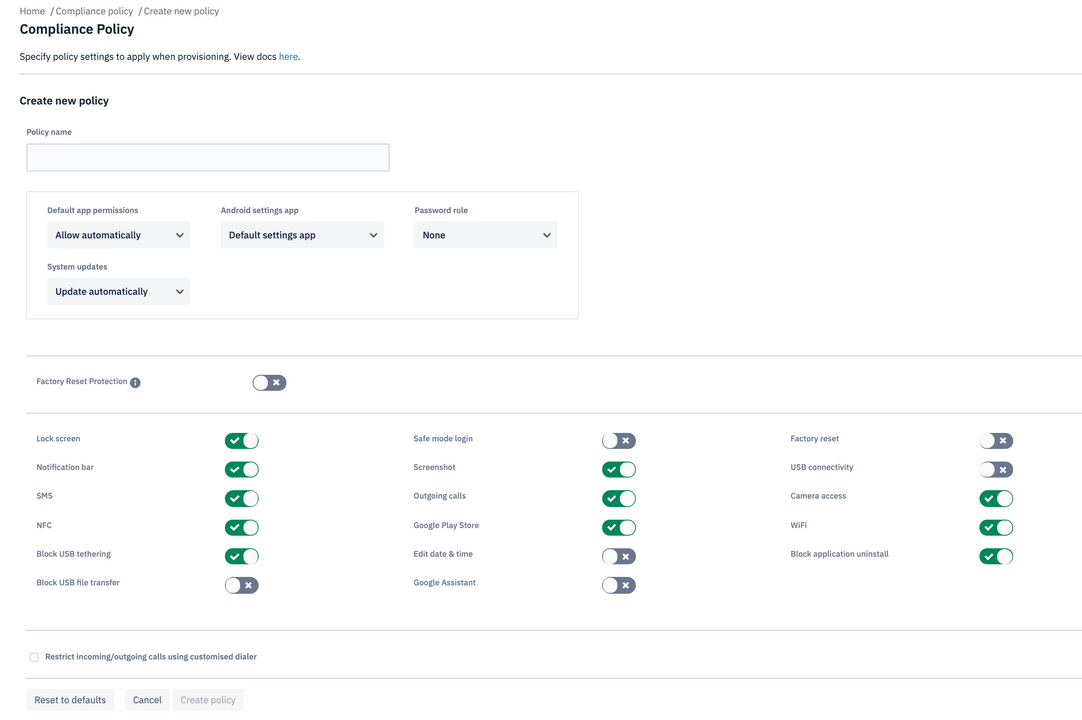 Home / Compliance policy / Create new policy
Compliance Policy
Specify policy settings to apply when provisioning. View docs here.
Create new policy
Policy name
Default app permissions Android settings app Password rule
Allow automatically Default settings app None
System updates
Update automatically
Factory Reset Protection
Lock screen Safe mode login Factory reset
Notification bar Screenshot USB connectivity
SMS Outgoing calls Camera access
NFC Google Play Store WiFi
Block USB tethering Edit date & time Block application uninstall
Block USB file transfer Google Assistant
Restrict incoming/outgoing calls using customised dialer
Reset to defaults Cancel Create policy